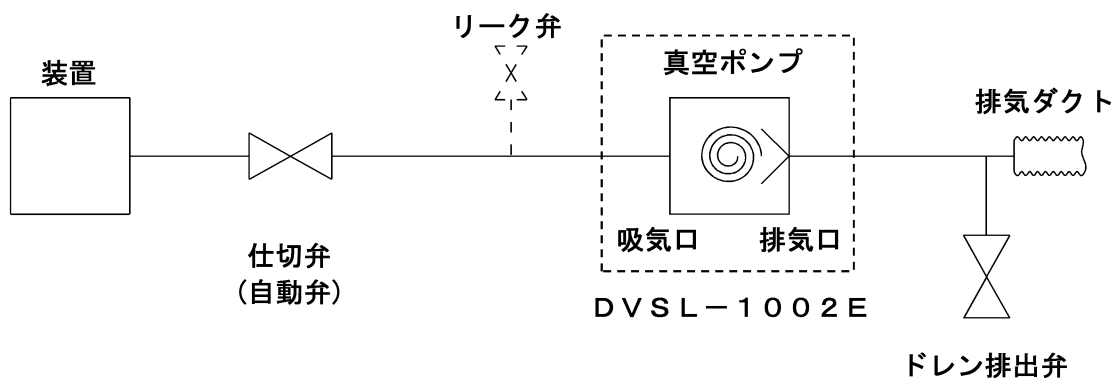 リーク弁
真空ポンプ
装置
排気ダクト
吸気口
排気口
仕切弁
（自動弁）
ＤＶＳＬ－１００２Ｅ
ドレン排出弁